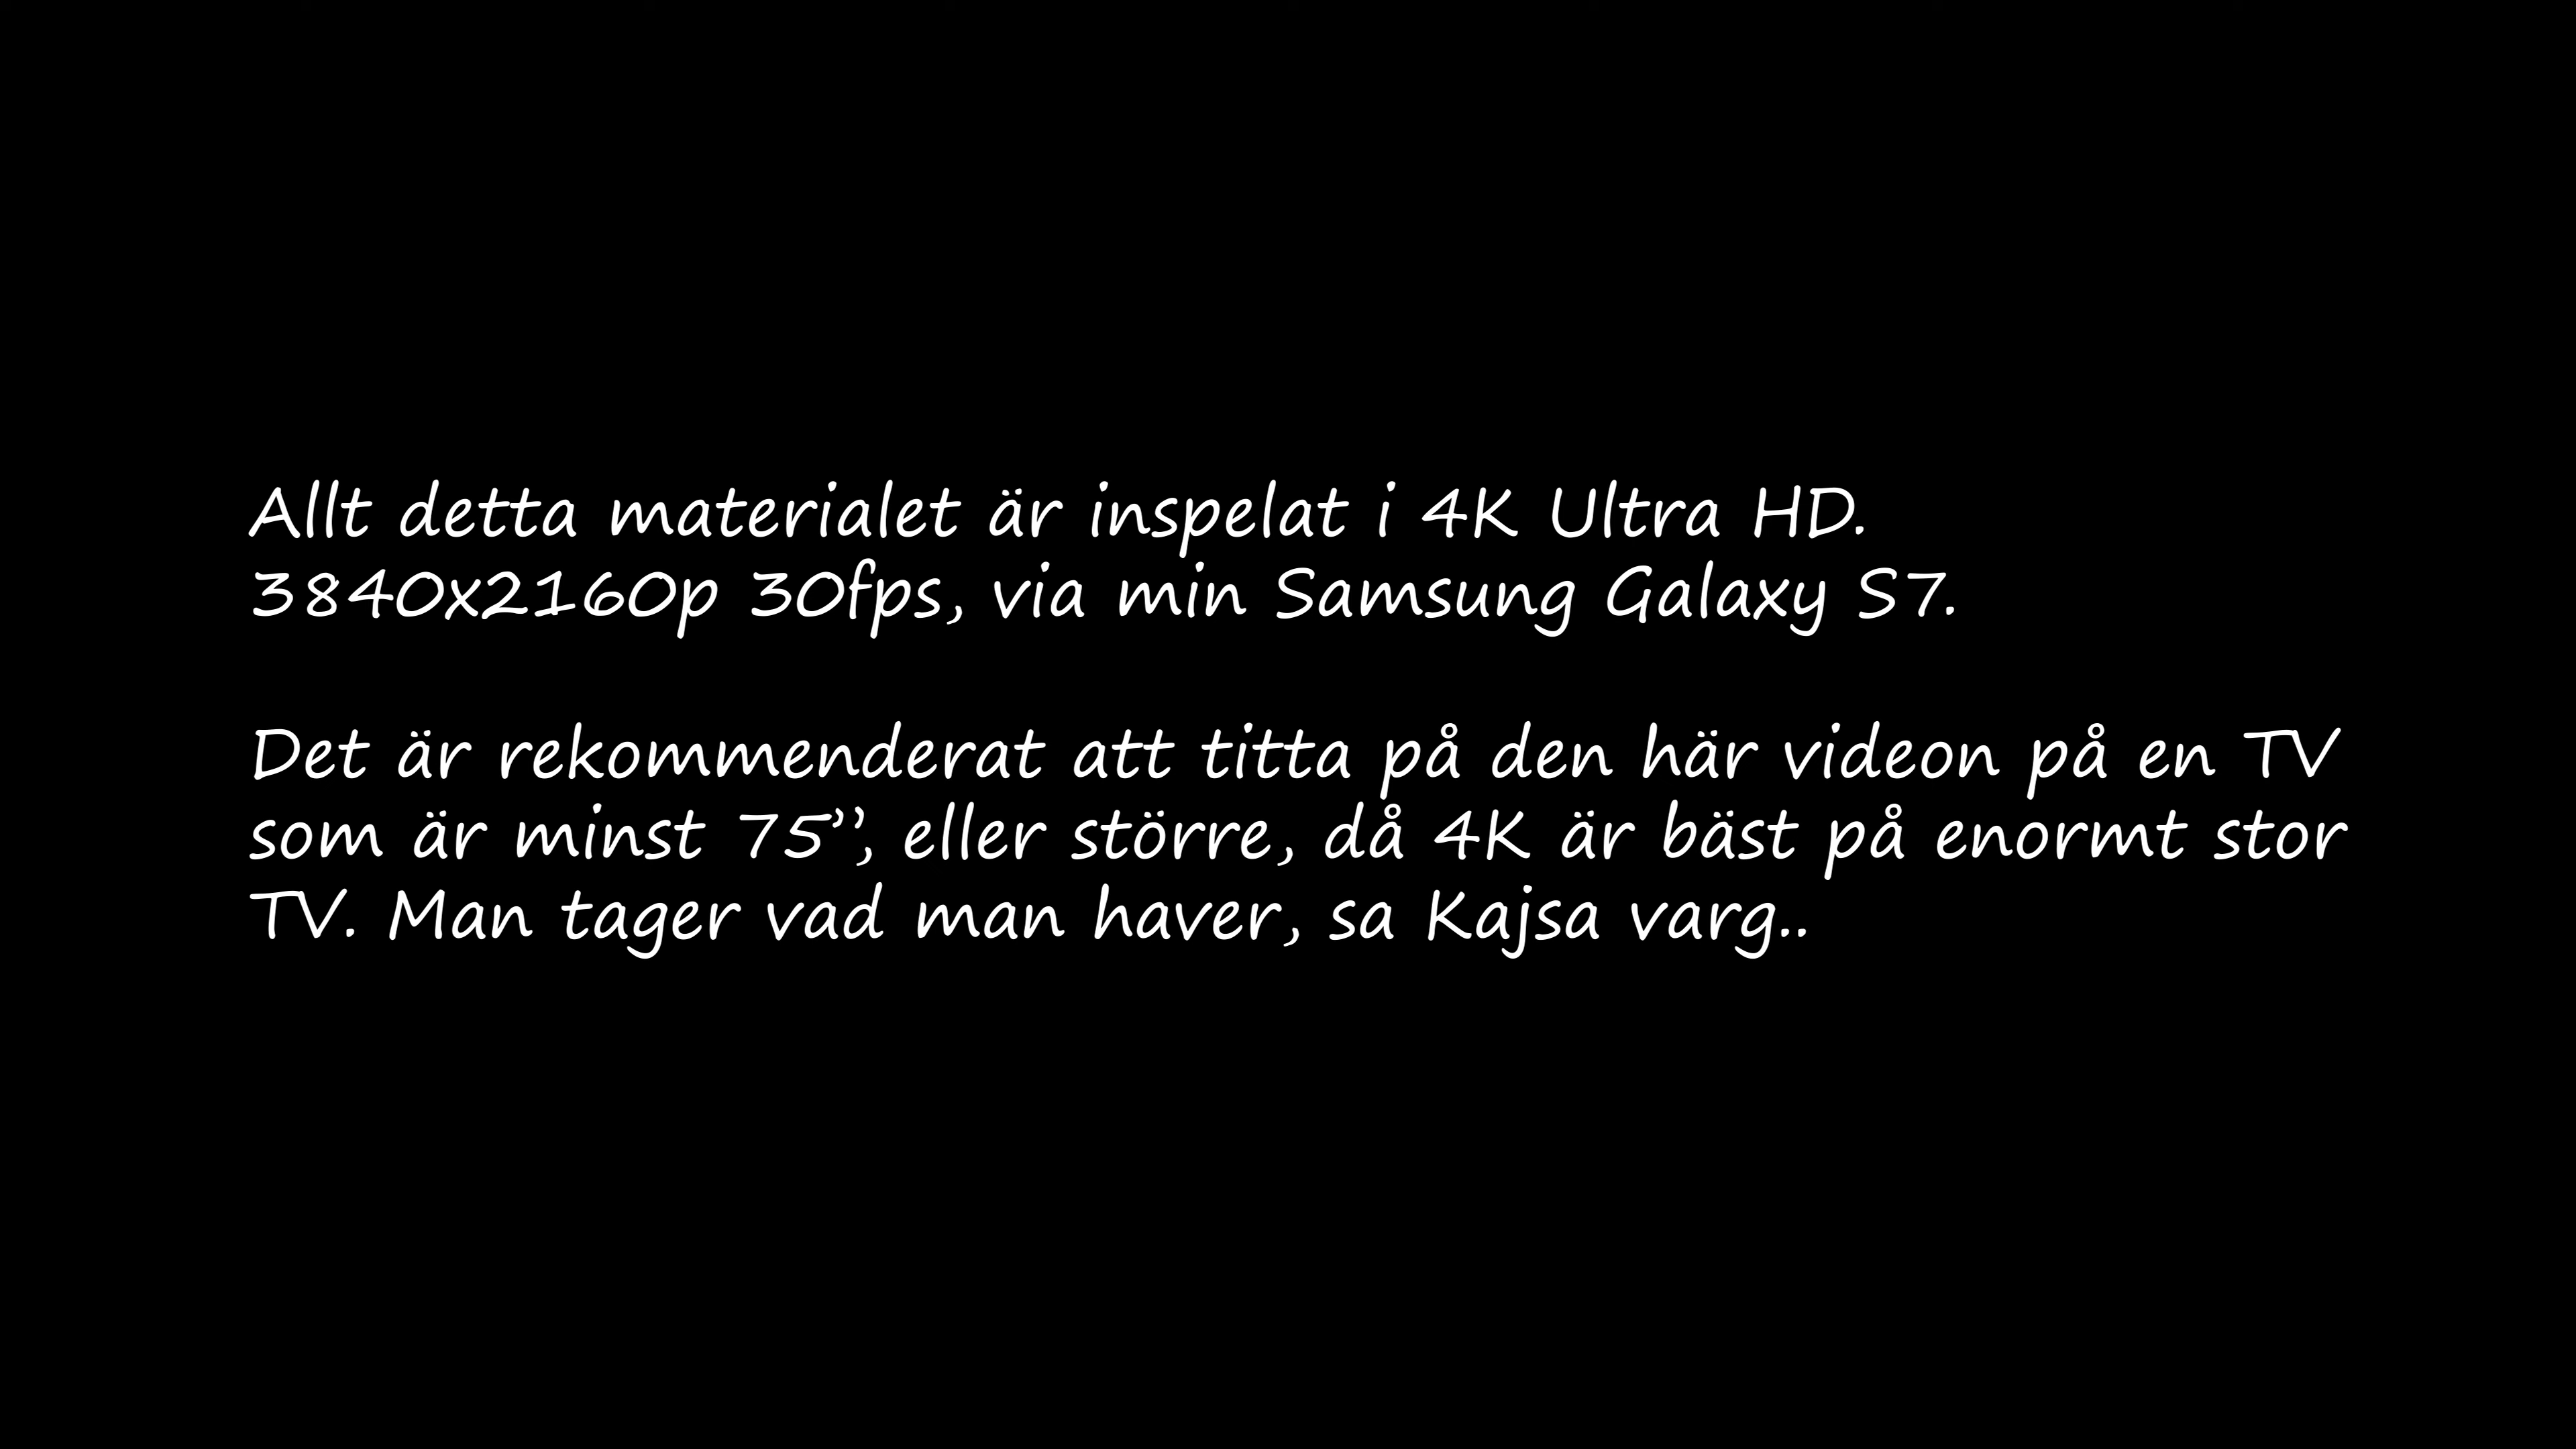 Allt detta materialet är inspelat i 4K Ultra HD.
3840x2160p 30fps, via min Samsung Galaxy S7.
Det är rekommenderat att titta på den här videon på en TV
som är minst 75”, eller större, då 4K är bäst på enormt stor
TV. Man tager vad man haver, sa Kajsa varg..